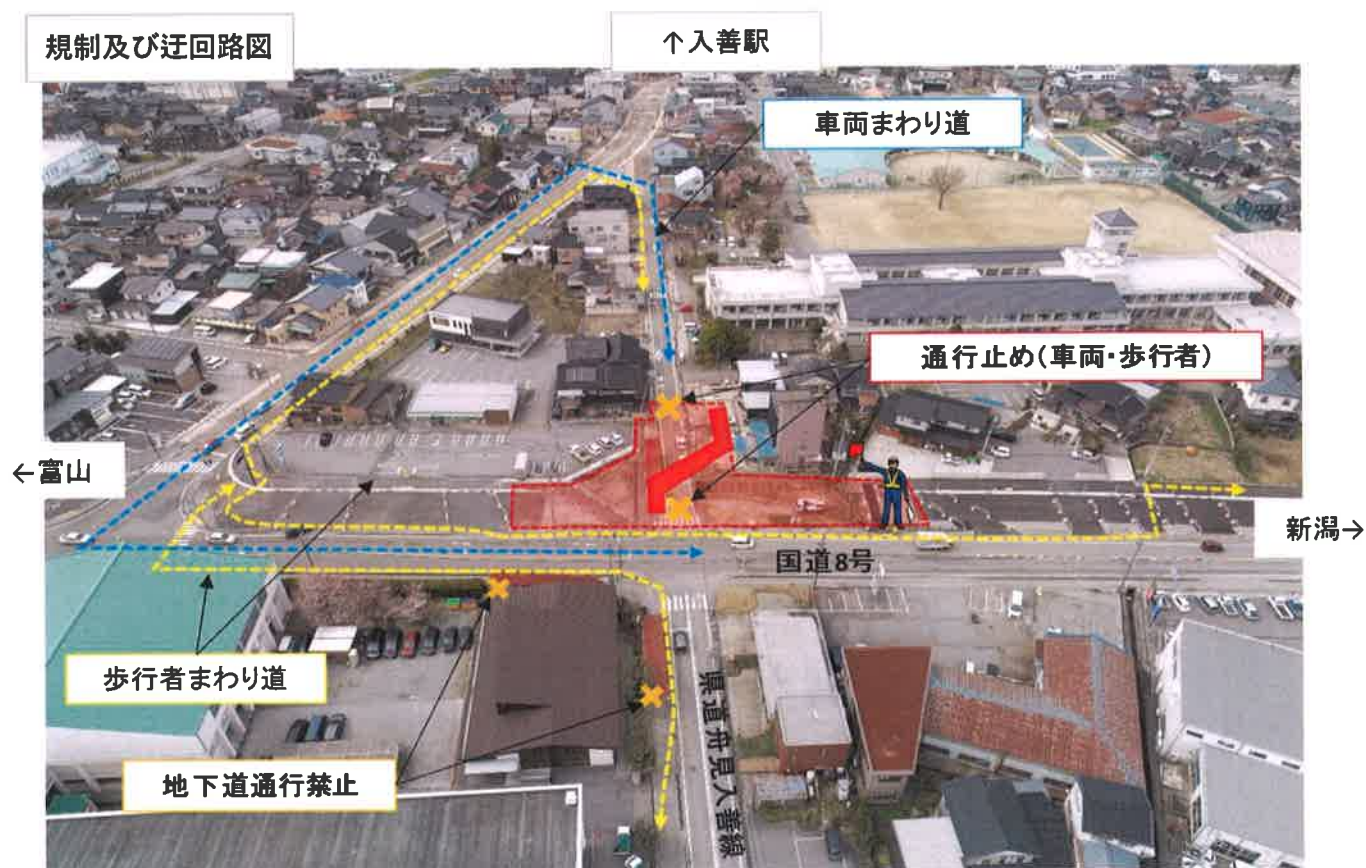 規制及び迂回路図
↑入善駅
車両まわり道
通行止め(車両・歩行者)
←富山
新潟→
国道8号
歩行者まわり道
県道舟見入善線
地下道通行禁止